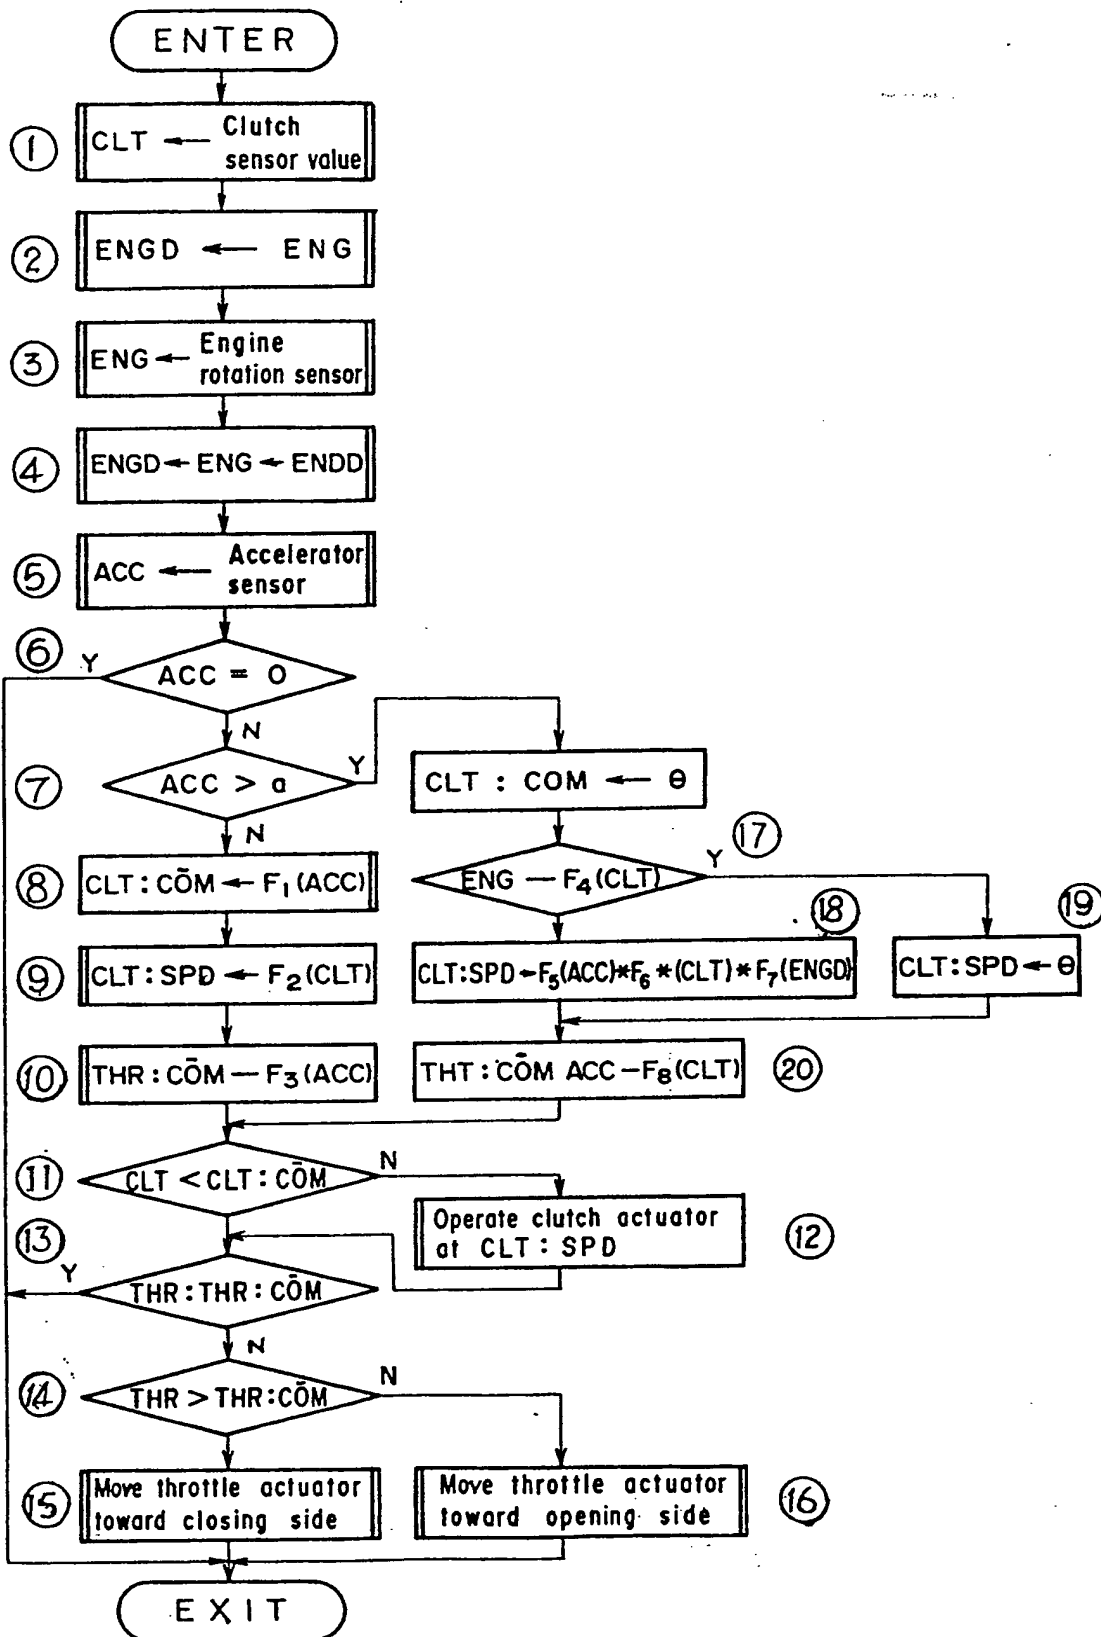 ENTER
① CLT ← Clutch
sensor value
② ENGD ← ENG
③ ENG ← Engine
rotation sensor
④ ENGD ← ENG ← ENDD
⑤ ACC ← Accelerator
sensor
⑥ Y ACC = O
N
⑦ ACC > a Y
N
CLT : COM ← θ
⑰
ENG — F4(CLT) Y
⑧ CLT : CŌM ← F1(ACC)
⑱
⑲
⑨ CLT : SPD ← F2(CLT)
CLT:SPD ← F5(ACC)*F6*(CLT)*F7(ENGD)
CLT:SPD ← θ
⑩ THR : CŌM — F3(ACC)
THT : CŌM ACC – F8(CLT) ⑳
⑪ CLT < CLT : CŌM N
Operate clutch actuator
at CLT : SPD ⑫
⑬ Y THR : THR : CŌM
N
⑭ THR > THR : CŌM N
⑮ Move throttle actuator
toward closing side
Move throttle actuator
toward opening side ⑯
EXIT